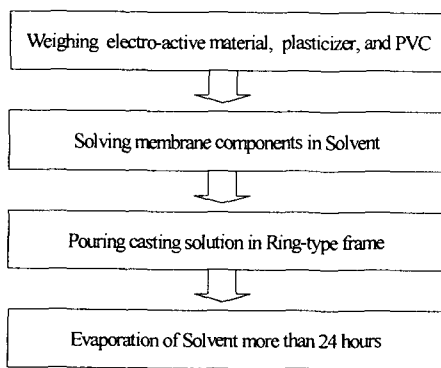 Weighing electro-active material, plasticizer, and PVC
Solving membrane components in Solvent
Pouring casting solution in Ring-type frame
Evaporation of Solvent more than 24 hours